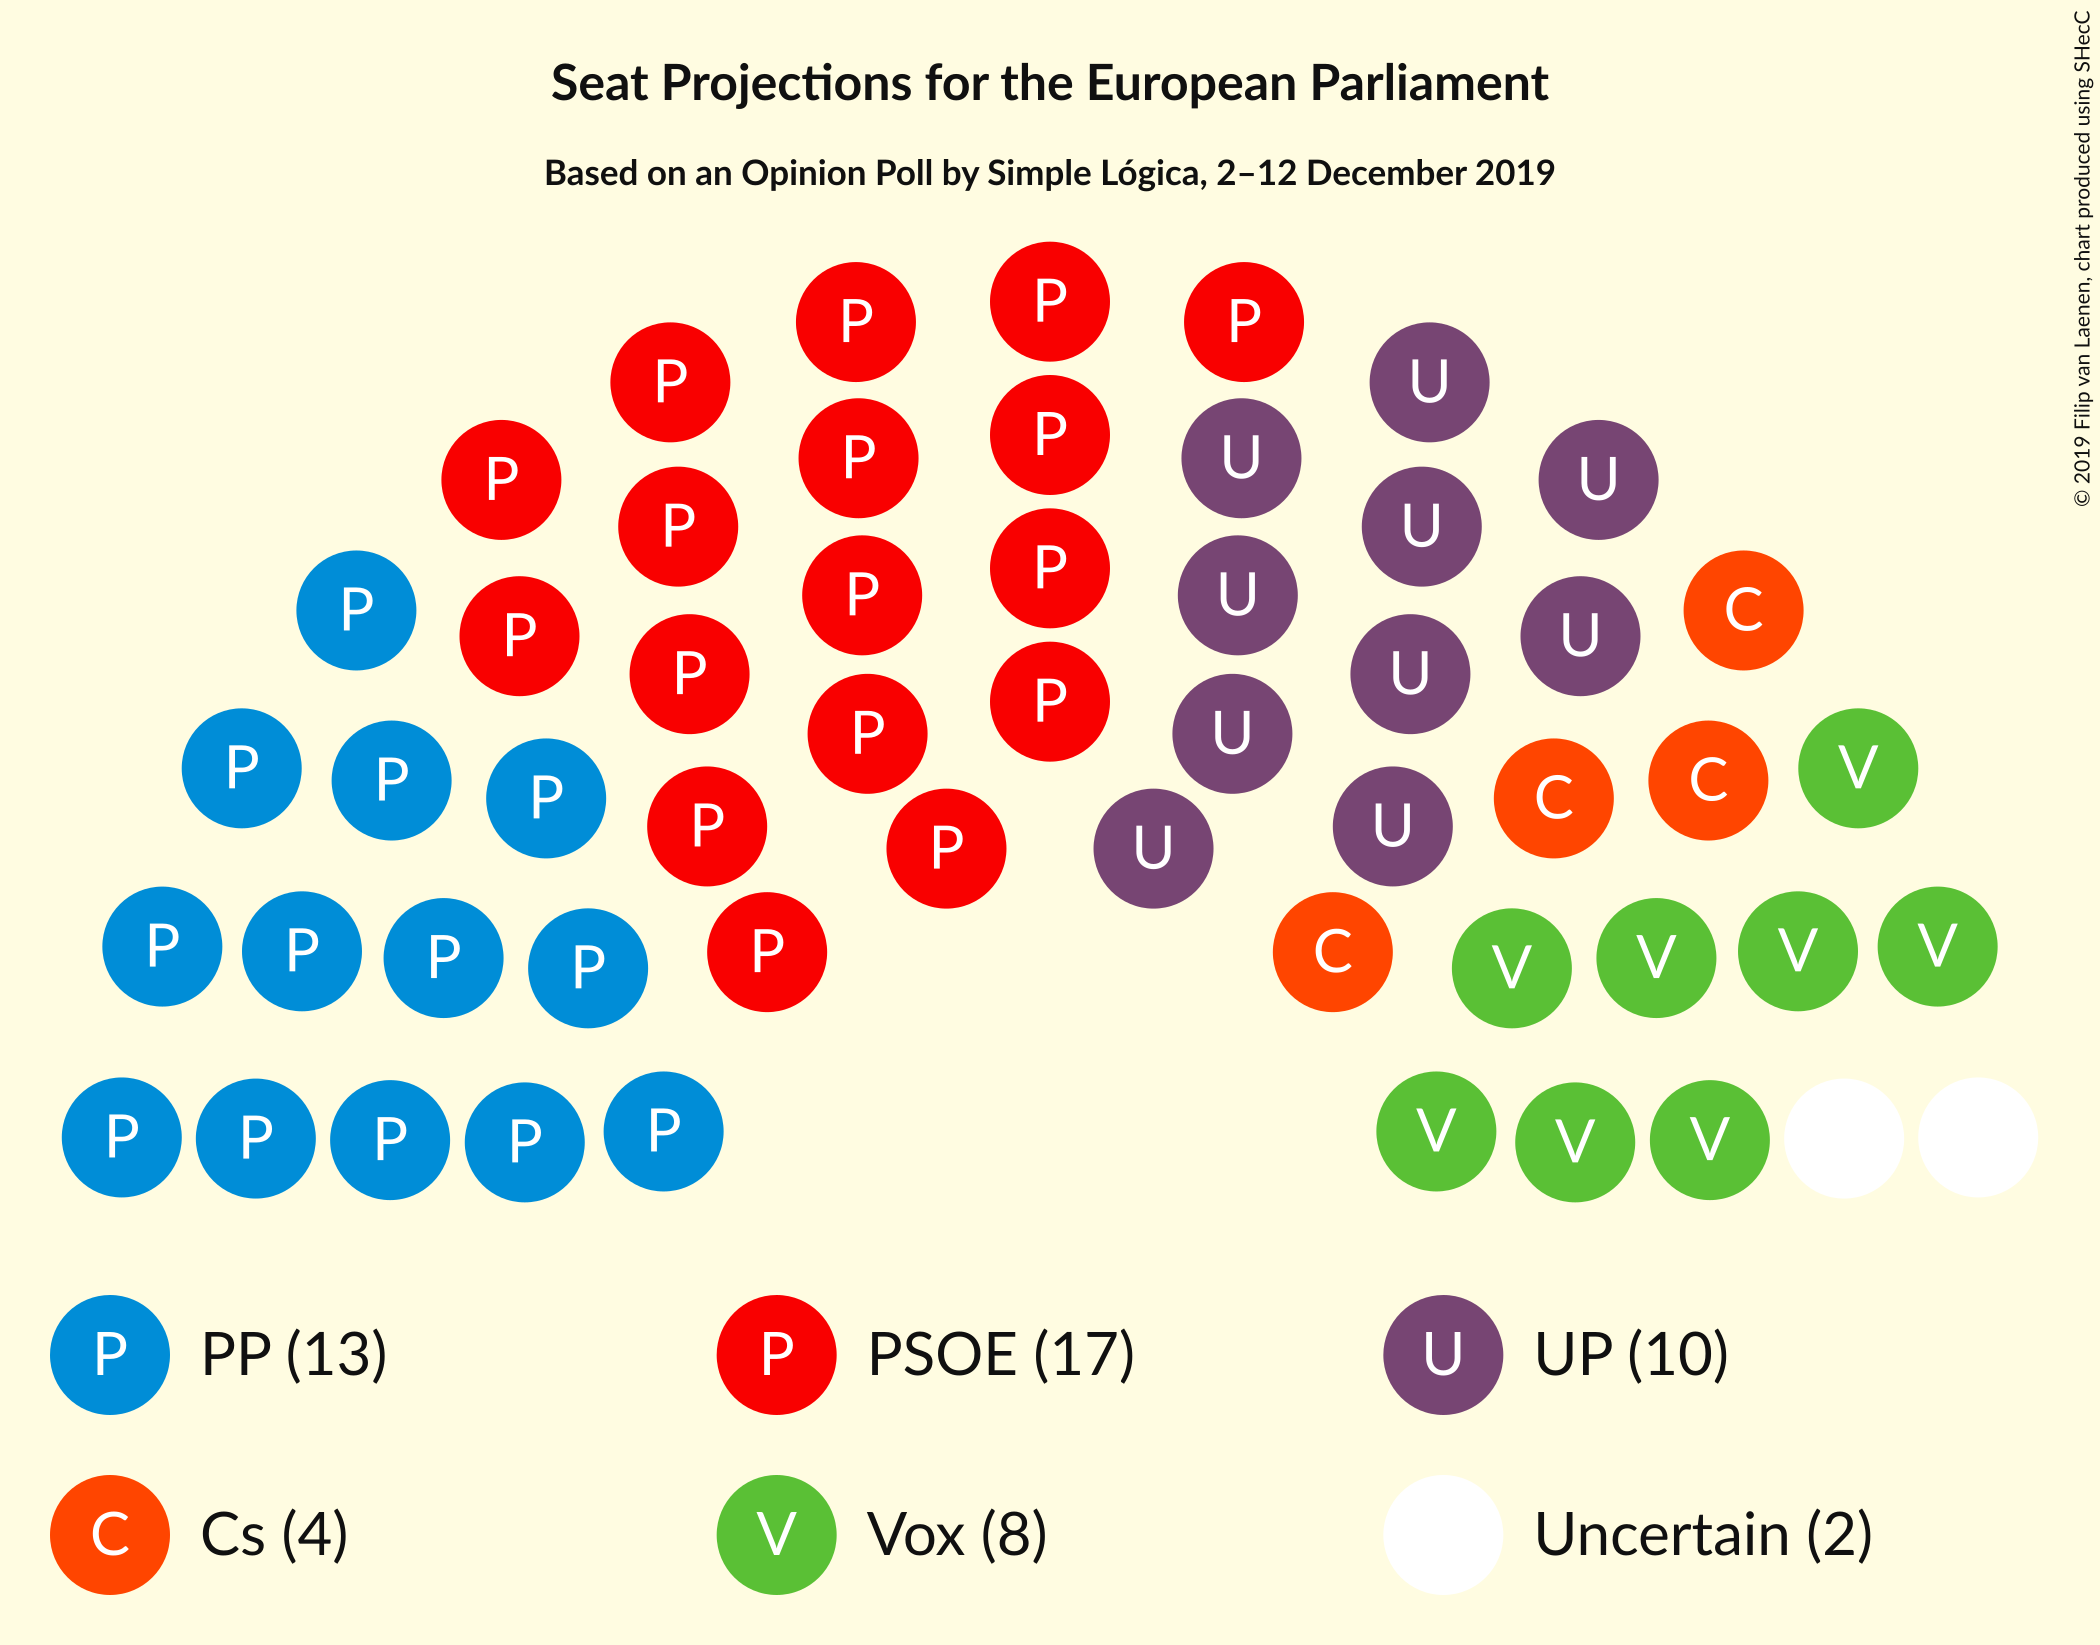 Seat Projections for the European Parliament
Based on an Opinion Poll by Simple Lógica, 2–12 December 2019
© 2019 Filip van Laenen, chart produced using SHecC
P
P P
P P U
P P U
P P U U
P P U
P P U
P P U C
P P U
P P U
P P P C C V
P U
P P
P P P P P C V V V V
P P P P P V V V
P PP (13) P PSOE (17) U UP (10)
C Cs (4) V Vox (8) Uncertain (2)